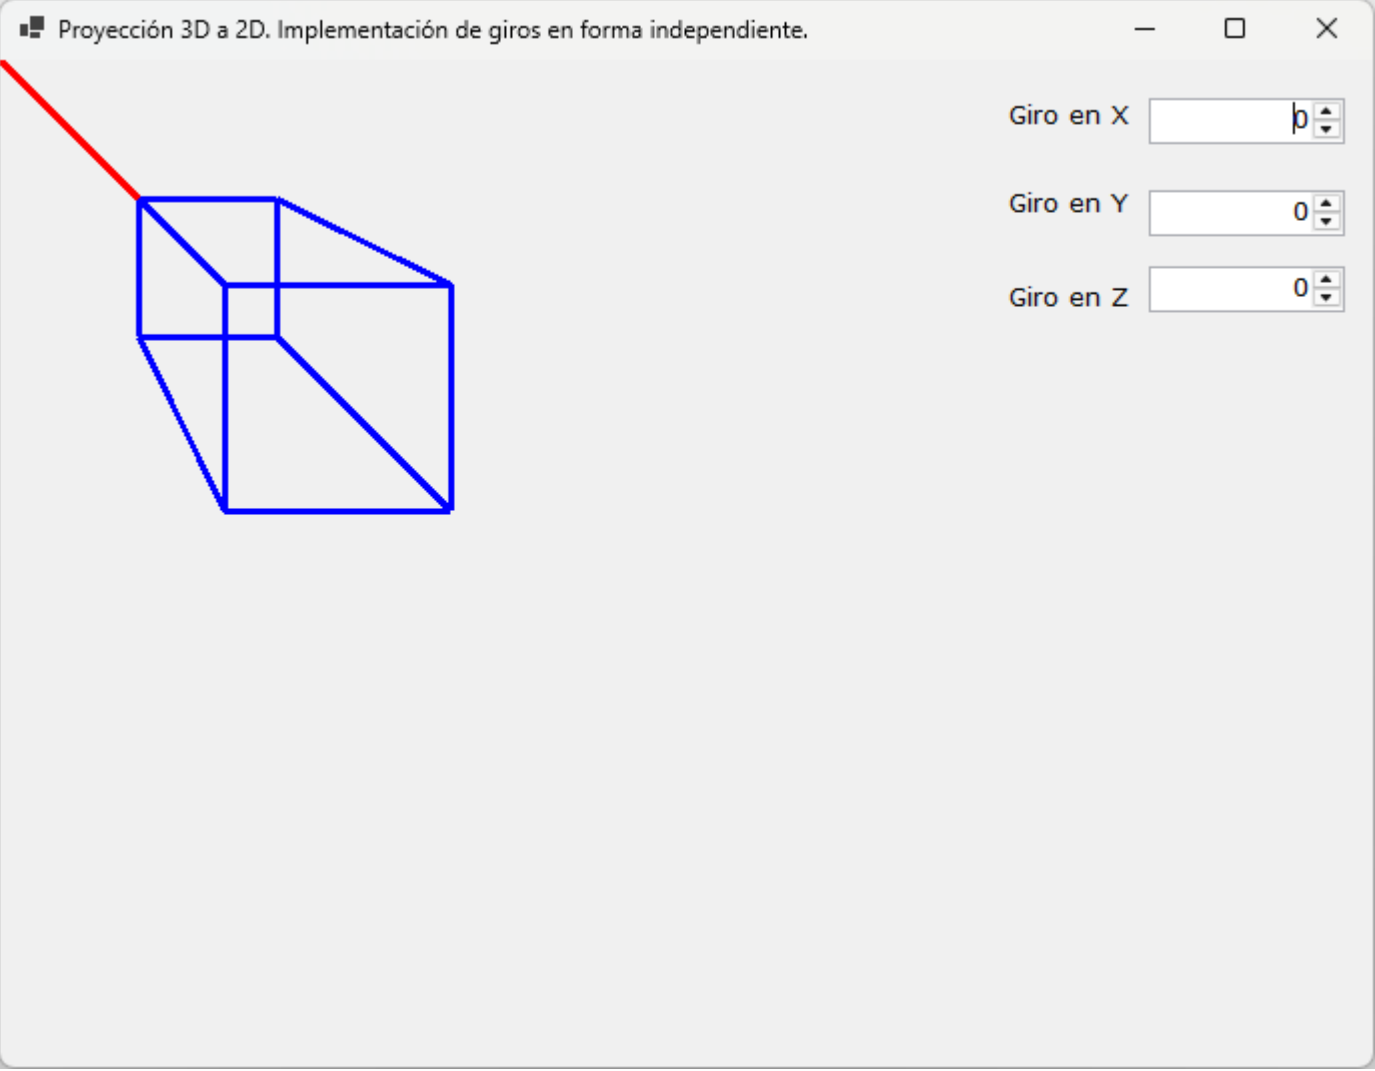 Proyección 3D a 2D. Implementación de giros en forma independiente.
Giro en X 0
Giro en Y 0
Giro en Z 0